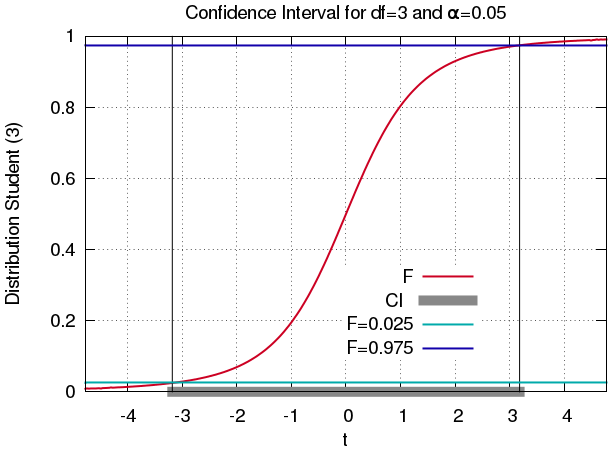 Confidence Interval for df=3 and α=0.05
Distribution Student (3)
1
0.8
0.6
0.4
0.2
0
F
CI
F=0.025
F=0.975
-4 -3 -2 -1 0 1 2 3 4
t